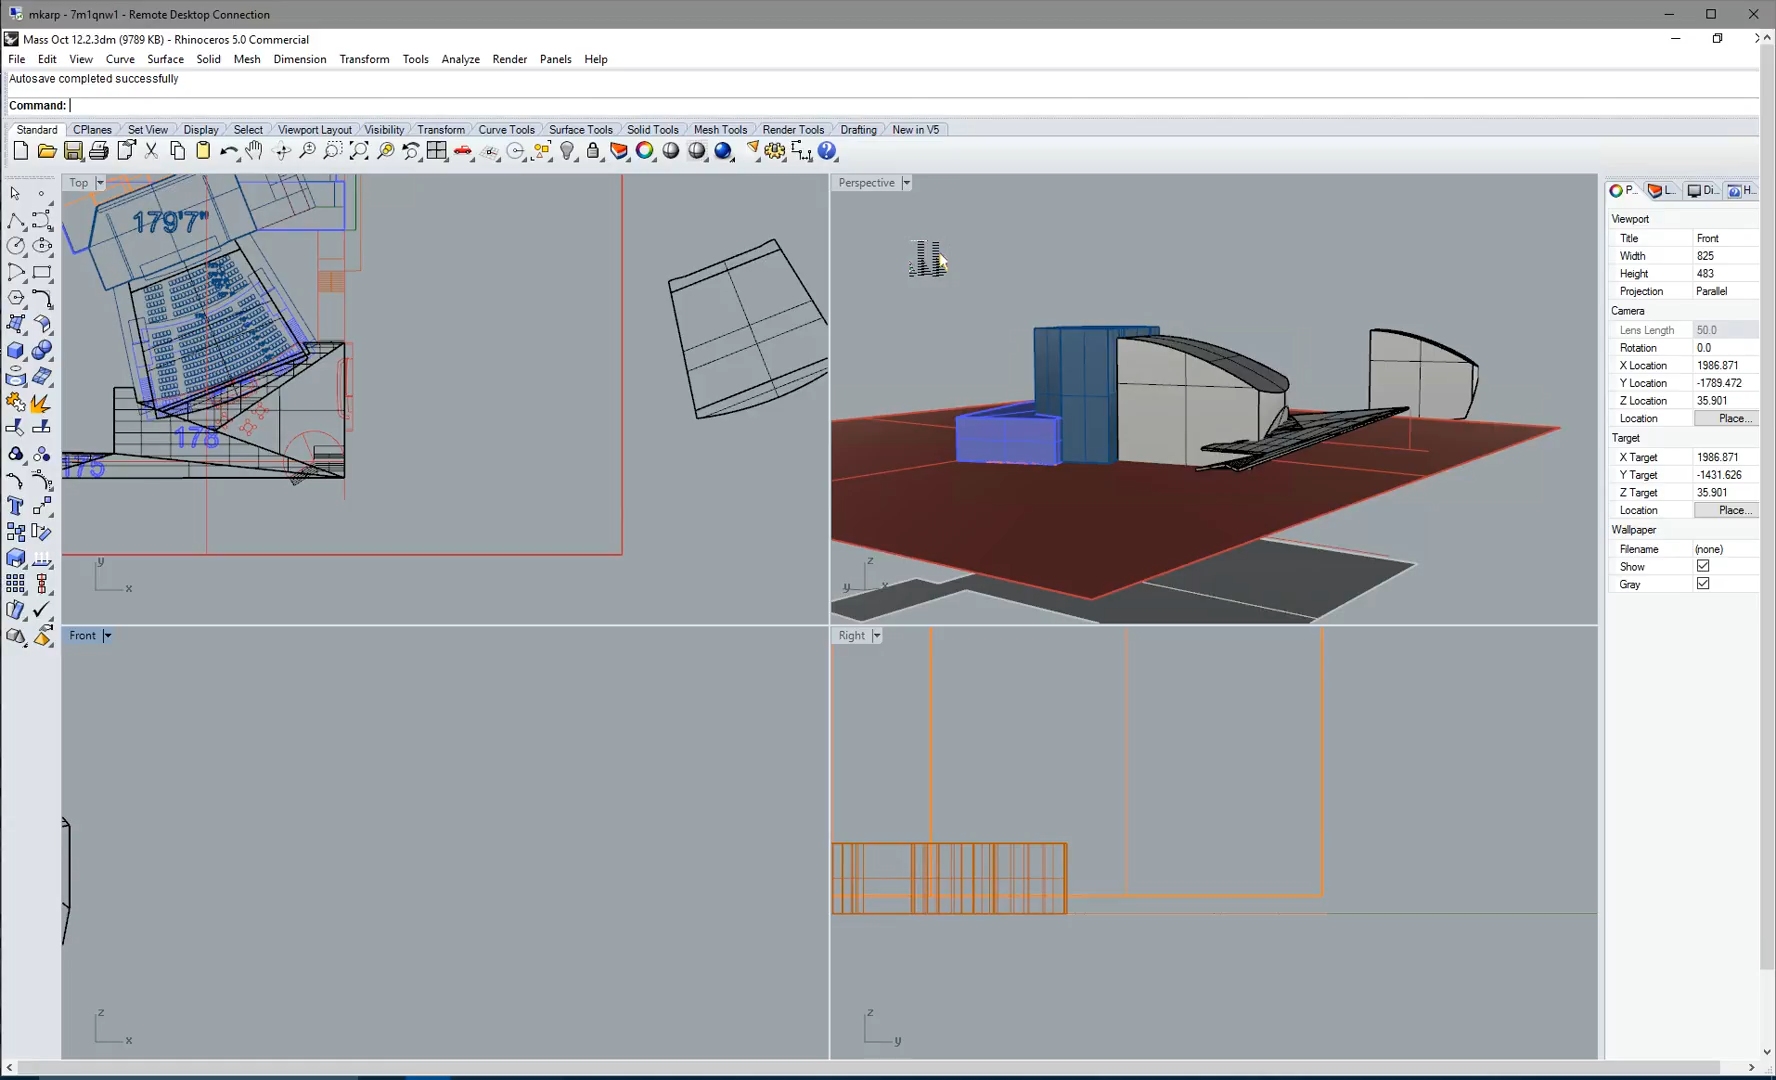 mkarp - 7m1qnw1 - Remote Desktop Connection
Mass Oct 12.2.3dm (9789 KB) - Rhinoceros 5.0 Commercial
File Edit View Curve Surface Solid Mesh Dimension Transform Tools Analyze Render Panels Help
Autosave completed successfully
Command:
Standard CPlanes Set View Display Select Viewport Layout Visibility Transform Curve Tools Surface Tools Solid Tools Mesh Tools Render Tools Drafting New in V5
Top
Perspective
P... L... Di... H...
179'7"
178
175
y
x
z
y
x
Front
Right
z
x
z
y
Viewport
Title Front
Width 825
Height 483
Projection Parallel
Camera
Lens Length 50.0
Rotation 0.0
X Location 1986.871
Y Location -1789.472
Z Location 35.901
Location Place...
Target
X Target 1986.871
Y Target -1431.626
Z Target 35.901
Location Place...
Wallpaper
Filename (none)
Show
Gray